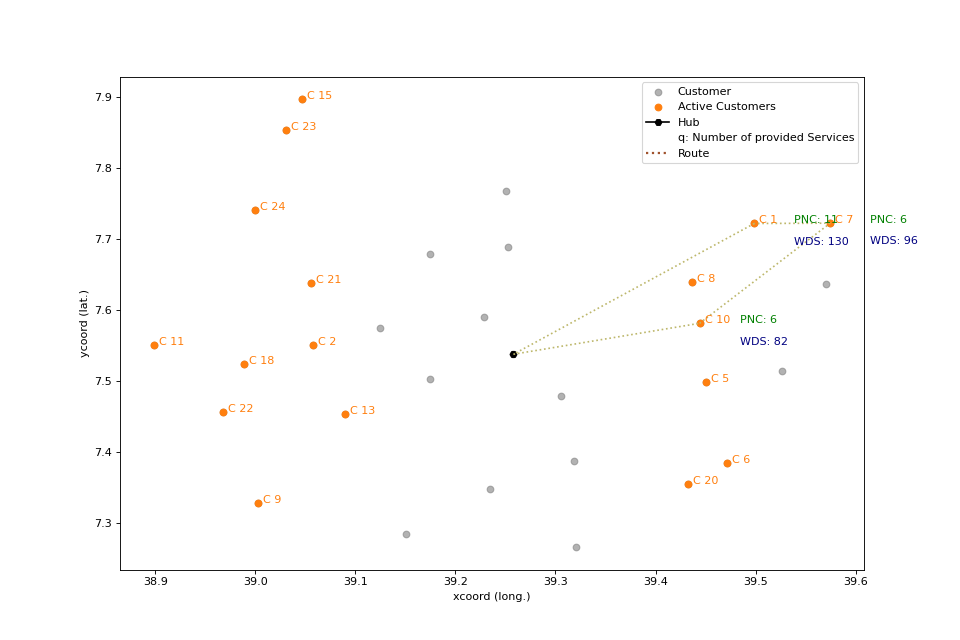 Customer
Active Customers
Hub
q: Number of provided Services
Route
7.9
7.8
7.7
7.6
7.5
7.4
7.3
ycoord (lat.)
C 15
C 23
C 24
C 1
PNC: 11
C 7
PNC: 6
WDS: 130
WDS: 96
C 21
C 8
C 10
PNC: 6
WDS: 82
C 11
C 2
C 18
C 5
C 22
C 13
C 6
C 20
C 9
38.9 39.0 39.1 39.2 39.3 39.4 39.5 39.6
xcoord (long.)